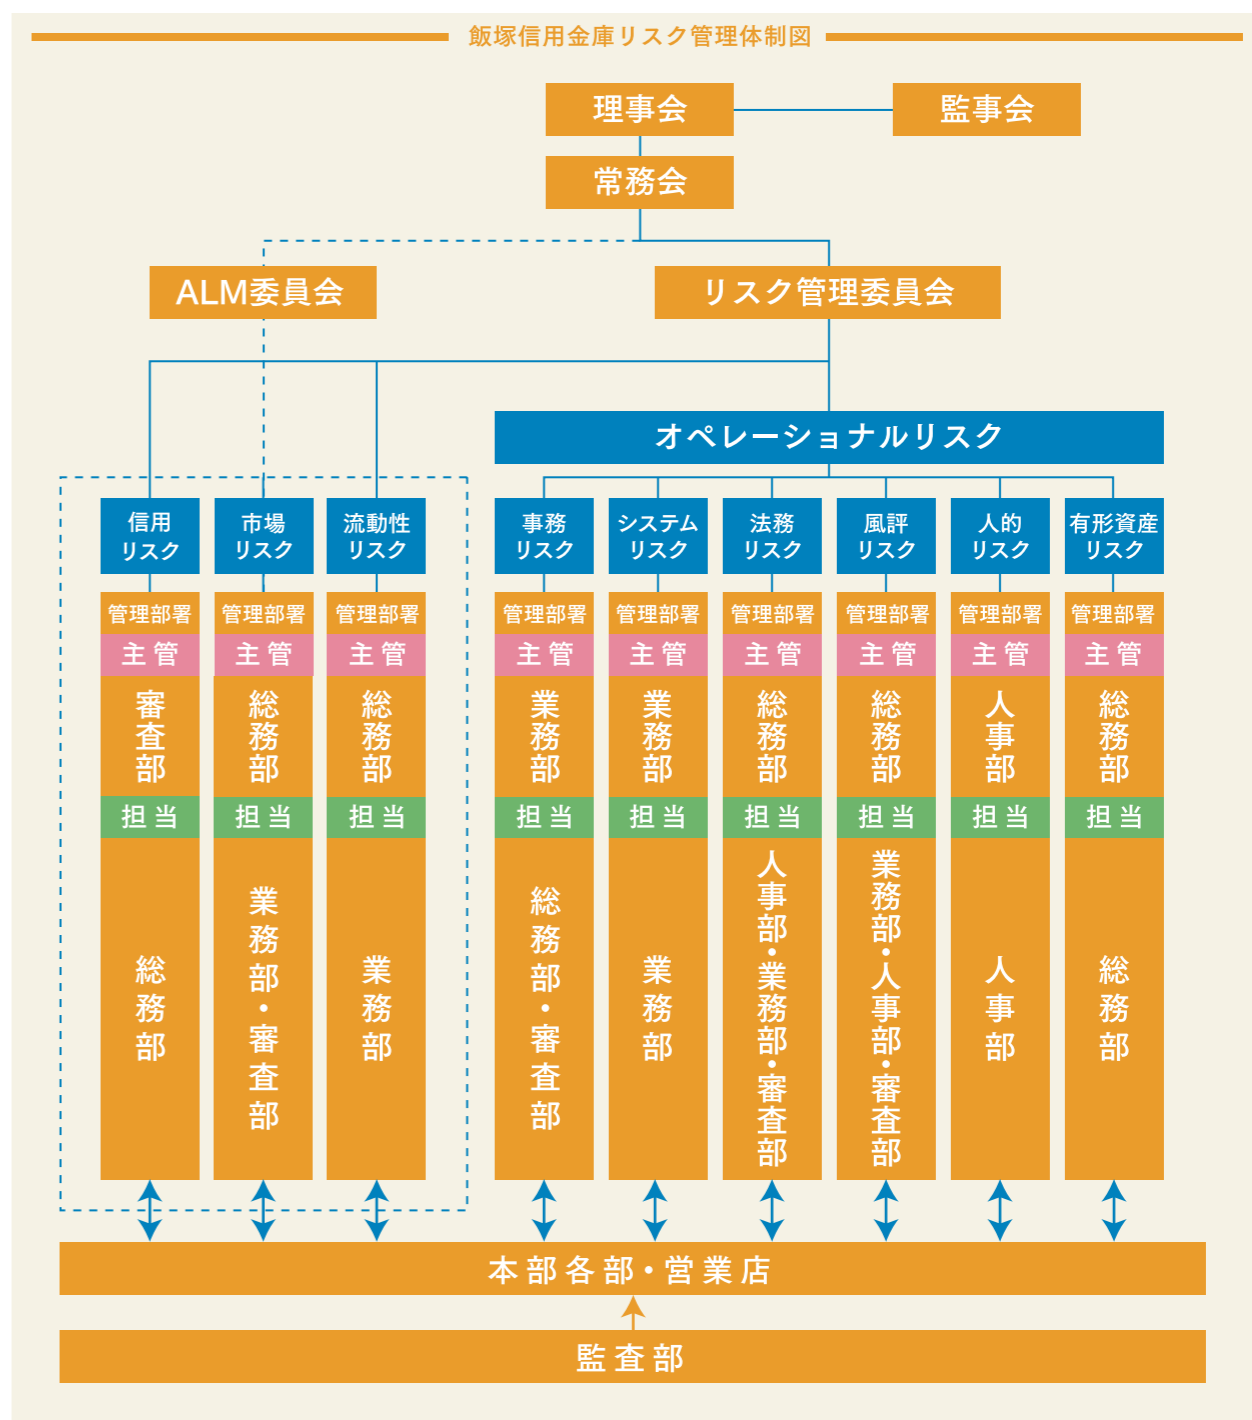 飯塚信用金庫リスク管理体制図
理事会
監事会
常務会
ALM委員会
リスク管理委員会
オペレーショナルリスク
信用
リスク
市場
リスク
流動性
リスク
事務
リスク
システム
リスク
法務
リスク
風評
リスク
人的
リスク
有形資産
リスク
管理部署
管理部署
管理部署
管理部署
管理部署
管理部署
管理部署
管理部署
管理部署
主管
主管
主管
主管
主管
主管
主管
主管
主管
審査部
総務部
総務部
業務部
業務部
総務部
総務部
人事部
総務部
担当
担当
担当
担当
担当
担当
担当
担当
担当
総務部
業務部・審査部
業務部
総務部・審査部
業務部
人事部・業務部・審査部
業務部・人事部・審査部
人事部
総務部
本部各部・営業店
監査部